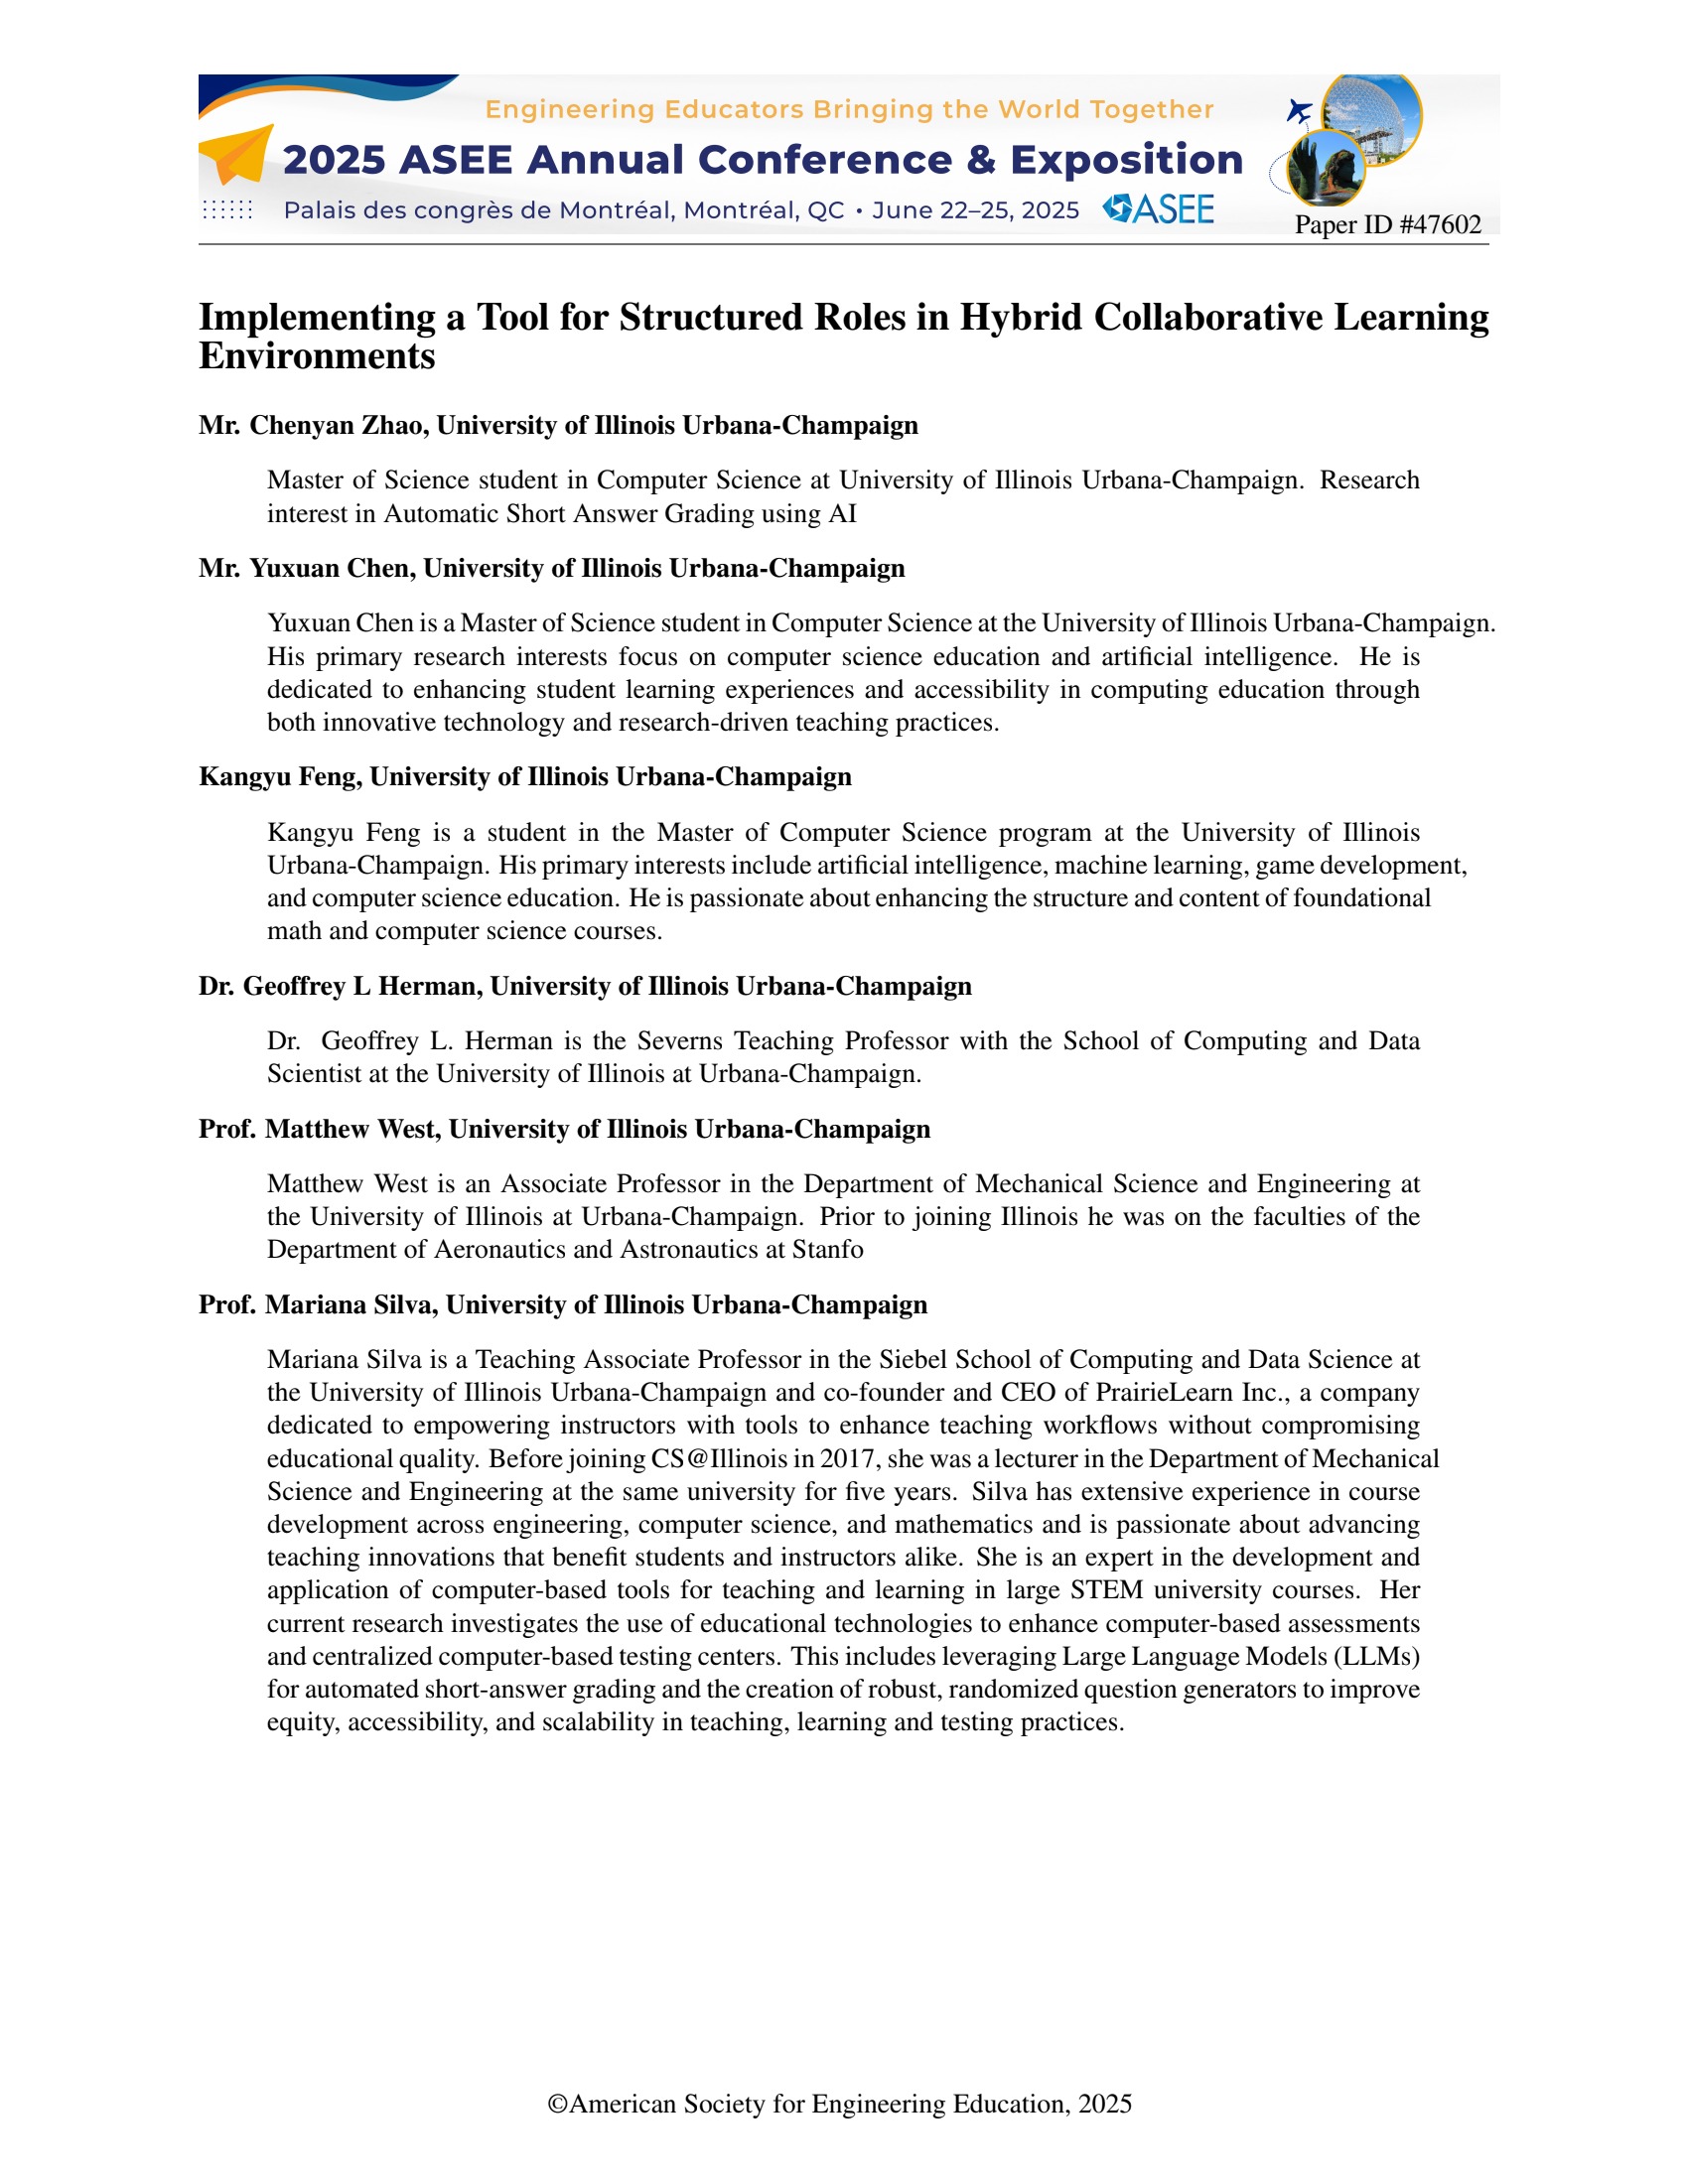 Engineering Educators Bringing the World Together
2025 ASEE Annual Conference & Exposition
Palais des congrès de Montréal, Montréal, QC • June 22–25, 2025 ASEE
Paper ID #47602
Implementing a Tool for Structured Roles in Hybrid Collaborative Learning
Environments
Mr. Chenyan Zhao, University of Illinois Urbana-Champaign
Master of Science student in Computer Science at University of Illinois Urbana-Champaign. Research
interest in Automatic Short Answer Grading using AI
Mr. Yuxuan Chen, University of Illinois Urbana-Champaign
Yuxuan Chen is a Master of Science student in Computer Science at the University of Illinois Urbana-Champaign.
His primary research interests focus on computer science education and artificial intelligence. He is
dedicated to enhancing student learning experiences and accessibility in computing education through
both innovative technology and research-driven teaching practices.
Kangyu Feng, University of Illinois Urbana-Champaign
Kangyu Feng is a student in the Master of Computer Science program at the University of Illinois
Urbana-Champaign. His primary interests include artificial intelligence, machine learning, game development,
and computer science education. He is passionate about enhancing the structure and content of foundational
math and computer science courses.
Dr. Geoffrey L Herman, University of Illinois Urbana-Champaign
Dr. Geoffrey L. Herman is the Severns Teaching Professor with the School of Computing and Data
Scientist at the University of Illinois at Urbana-Champaign.
Prof. Matthew West, University of Illinois Urbana-Champaign
Matthew West is an Associate Professor in the Department of Mechanical Science and Engineering at
the University of Illinois at Urbana-Champaign. Prior to joining Illinois he was on the faculties of the
Department of Aeronautics and Astronautics at Stanfo
Prof. Mariana Silva, University of Illinois Urbana-Champaign
Mariana Silva is a Teaching Associate Professor in the Siebel School of Computing and Data Science at
the University of Illinois Urbana-Champaign and co-founder and CEO of PrairieLearn Inc., a company
dedicated to empowering instructors with tools to enhance teaching workflows without compromising
educational quality. Before joining CS@Illinois in 2017, she was a lecturer in the Department of Mechanical
Science and Engineering at the same university for five years. Silva has extensive experience in course
development across engineering, computer science, and mathematics and is passionate about advancing
teaching innovations that benefit students and instructors alike. She is an expert in the development and
application of computer-based tools for teaching and learning in large STEM university courses. Her
current research investigates the use of educational technologies to enhance computer-based assessments
and centralized computer-based testing centers. This includes leveraging Large Language Models (LLMs)
for automated short-answer grading and the creation of robust, randomized question generators to improve
equity, accessibility, and scalability in teaching, learning and testing practices.
©American Society for Engineering Education, 2025